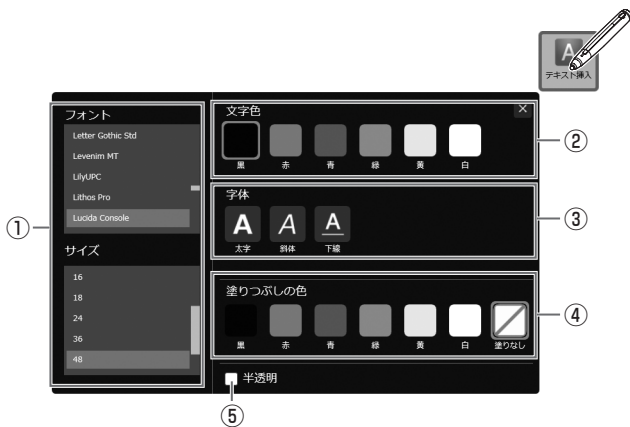 A
テキスト挿入
フォント
Letter Gothic Std
Levenim MT
LilyUPC
Lithos Pro
Lucida Console
サイズ
16
18
24
36
48
文字色
×
黒 赤 青 緑 黄 白
字体
A A A
太字 斜体 下線
塗りつぶしの色
黒 赤 青 緑 黄 白 塗りなし
半透明
①
②
③
④
⑤